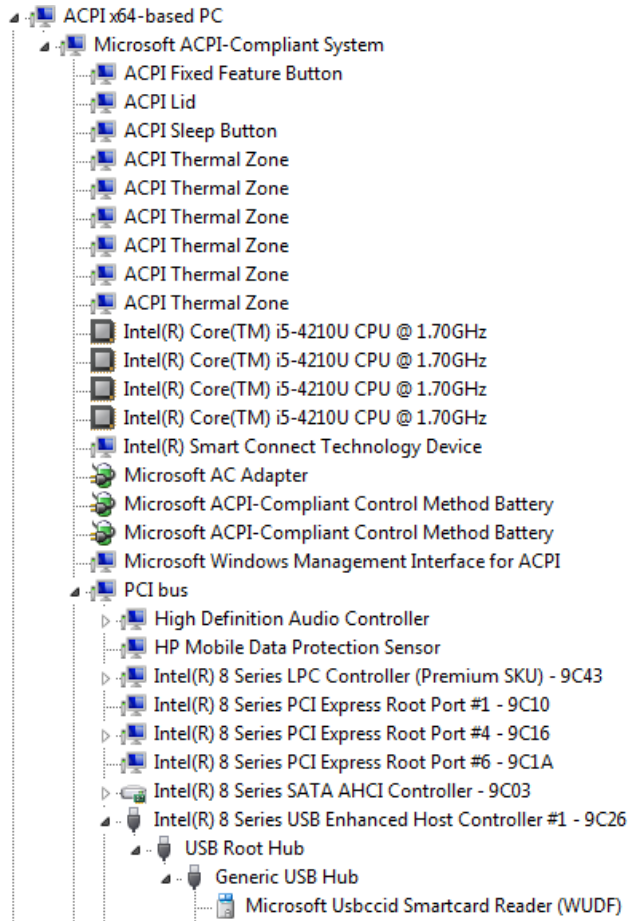 ACPI x64-based PC
Microsoft ACPI-Compliant System
ACPI Fixed Feature Button
ACPI Lid
ACPI Sleep Button
ACPI Thermal Zone
ACPI Thermal Zone
ACPI Thermal Zone
ACPI Thermal Zone
ACPI Thermal Zone
ACPI Thermal Zone
Intel(R) Core(TM) i5-4210U CPU @ 1.70GHz
Intel(R) Core(TM) i5-4210U CPU @ 1.70GHz
Intel(R) Core(TM) i5-4210U CPU @ 1.70GHz
Intel(R) Core(TM) i5-4210U CPU @ 1.70GHz
Intel(R) Smart Connect Technology Device
Microsoft AC Adapter
Microsoft ACPI-Compliant Control Method Battery
Microsoft ACPI-Compliant Control Method Battery
Microsoft Windows Management Interface for ACPI
PCI bus
High Definition Audio Controller
HP Mobile Data Protection Sensor
Intel(R) 8 Series LPC Controller (Premium SKU) - 9C43
Intel(R) 8 Series PCI Express Root Port #1 - 9C10
Intel(R) 8 Series PCI Express Root Port #4 - 9C16
Intel(R) 8 Series PCI Express Root Port #6 - 9C1A
Intel(R) 8 Series SATA AHCI Controller - 9C03
Intel(R) 8 Series USB Enhanced Host Controller #1 - 9C26
USB Root Hub
Generic USB Hub
Microsoft Usbccid Smartcard Reader (WUDF)